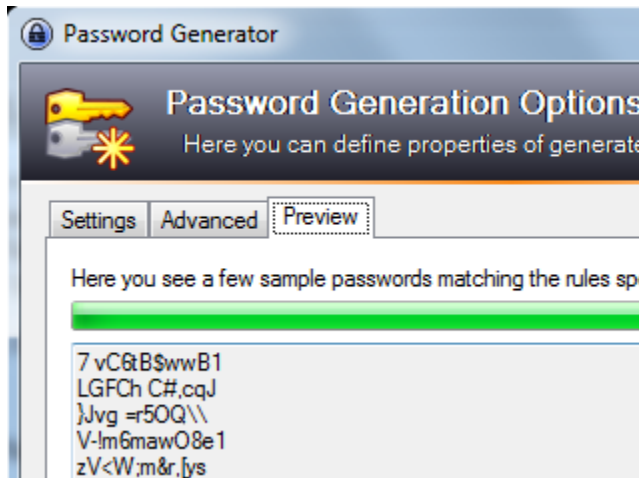 Password Generator
Password Generation Options
Here you can define properties of generate
Settings Advanced Preview
Here you see a few sample passwords matching the rules sp
7 vC6tB$wwB1
LGFCh C#,cqJ
}Jvg =r5OQ\\
V-!m6mawO8e1
zV<W;m&r,[ys